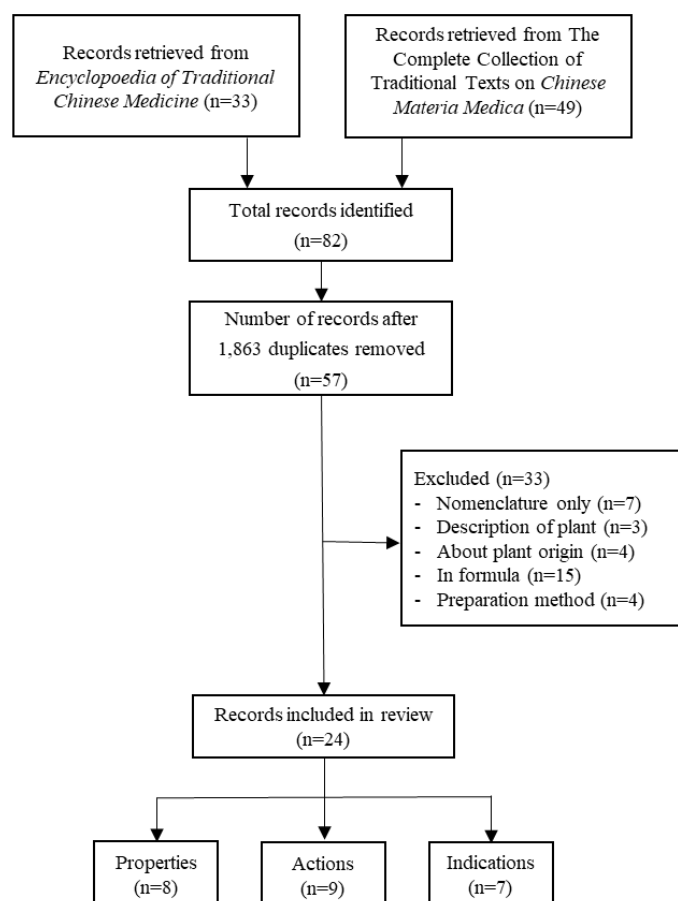 Records retrieved from
Encyclopoedia of Traditional
Chinese Medicine (n=33)
Records retrieved from The
Complete Collection of
Traditional Texts on Chinese
Materia Medica (n=49)
Total records identified
(n=82)
Number of records after
1,863 duplicates removed
(n=57)
Excluded (n=33)
- Nomenclature only (n=7)
- Description of plant (n=3)
- About plant origin (n=4)
- In formula (n=15)
- Preparation method (n=4)
Records included in review
(n=24)
Properties
(n=8)
Actions
(n=9)
Indications
(n=7)